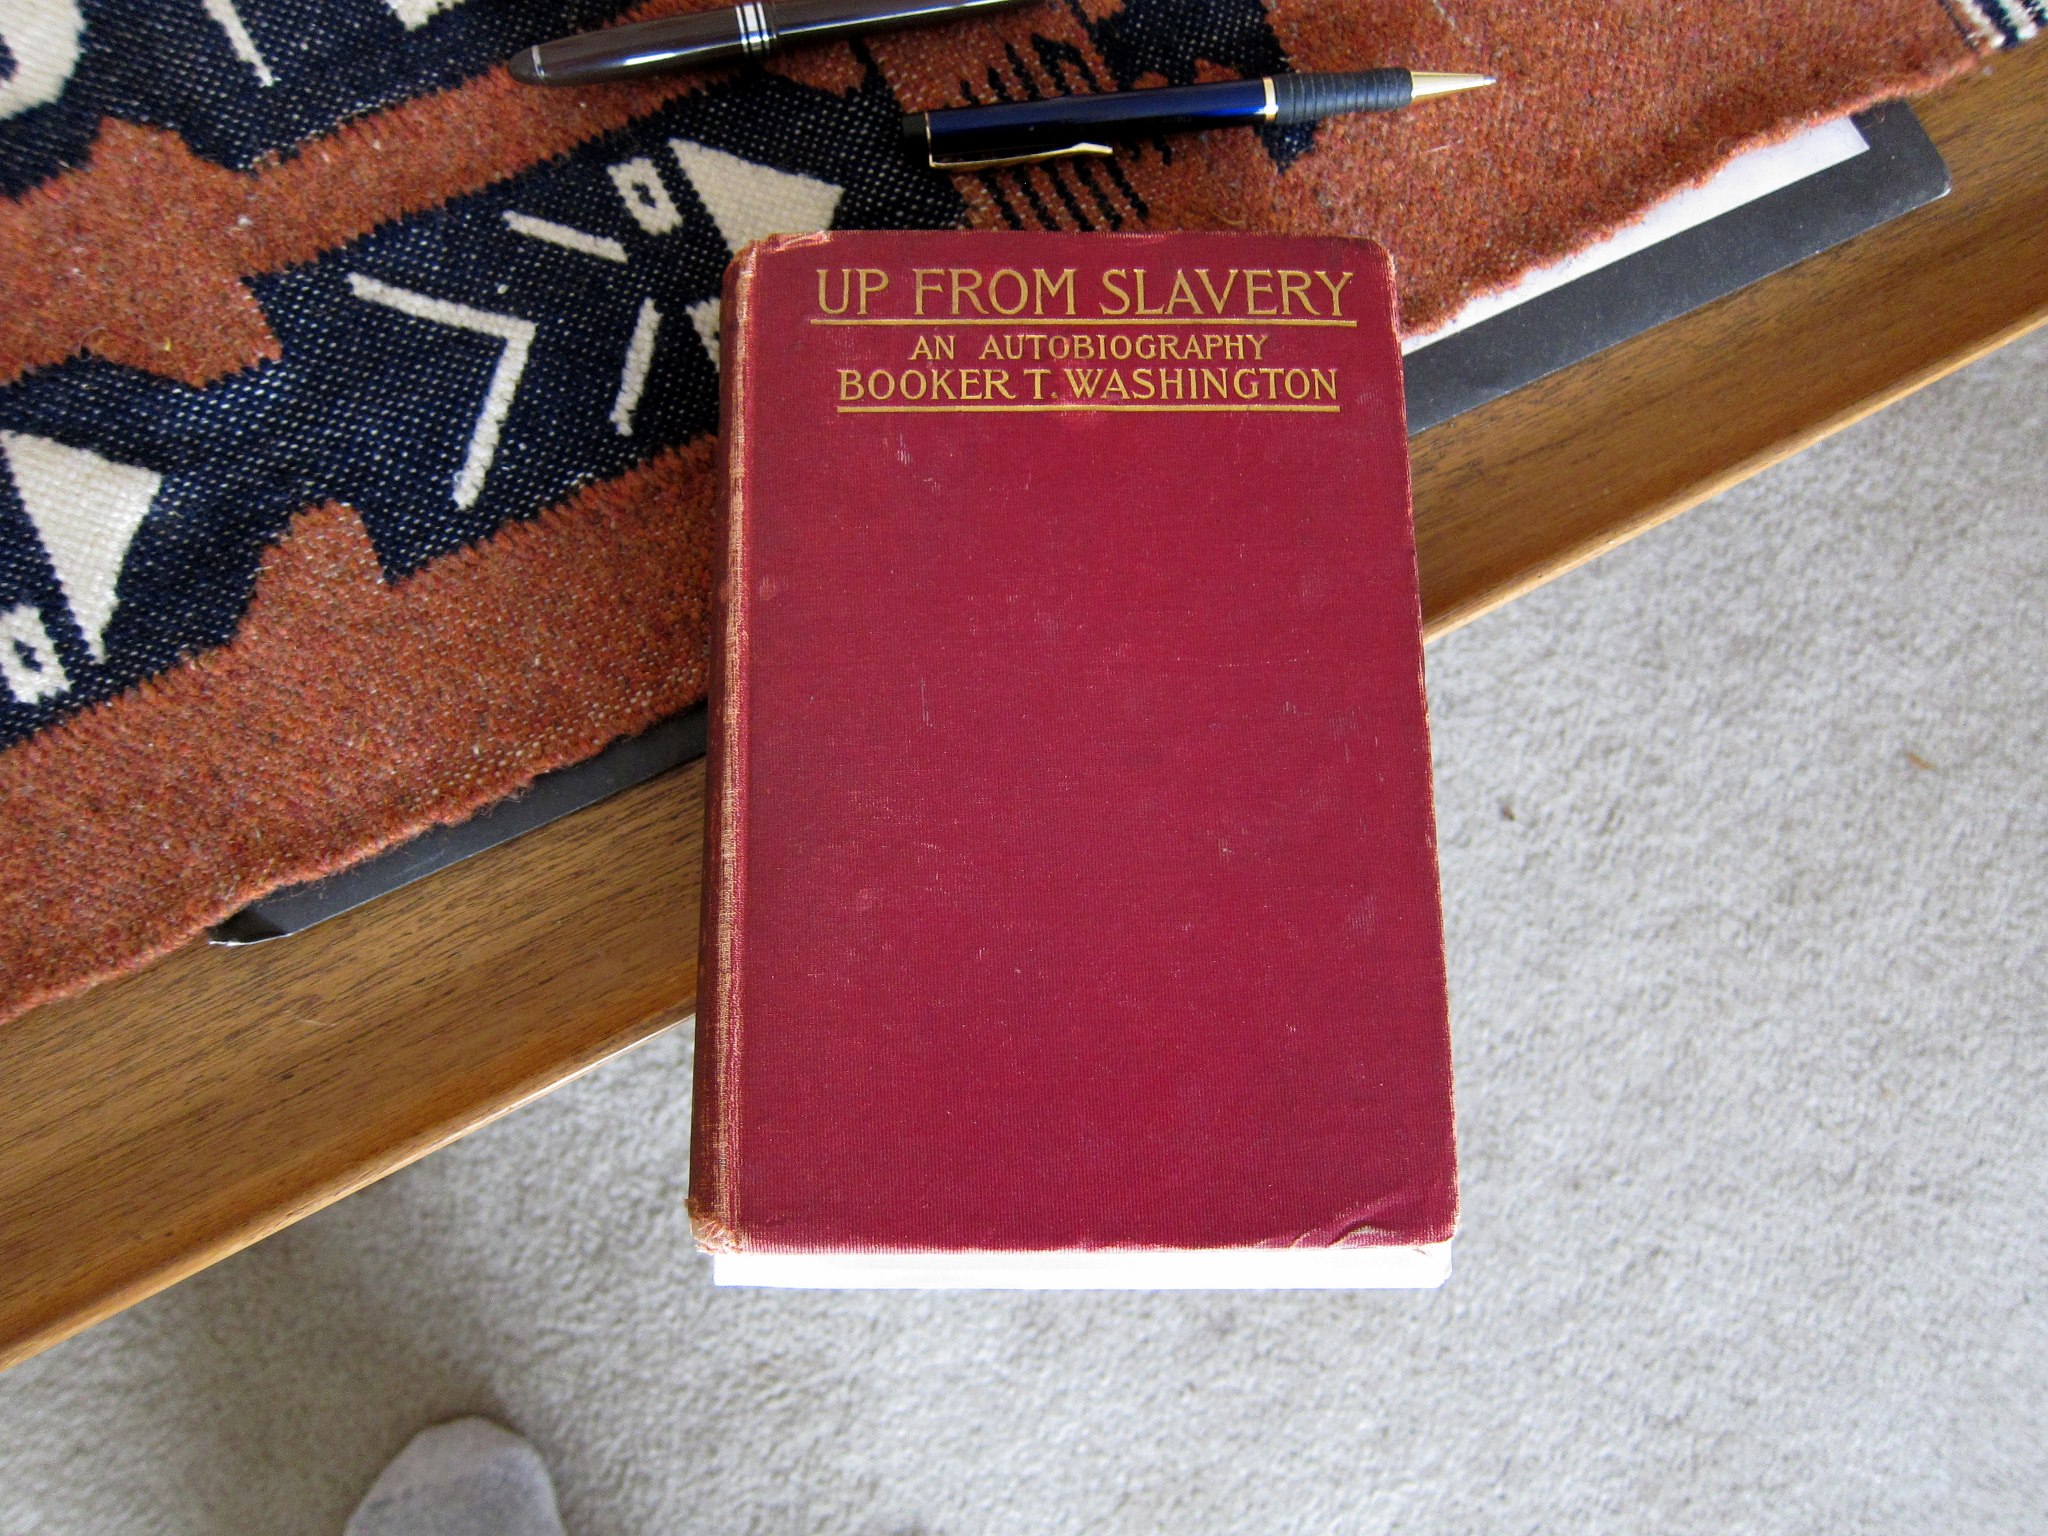 UP FROM SLAVERY
AN AUTOBIOGRAPHY
BOOKER T. WASHINGTON